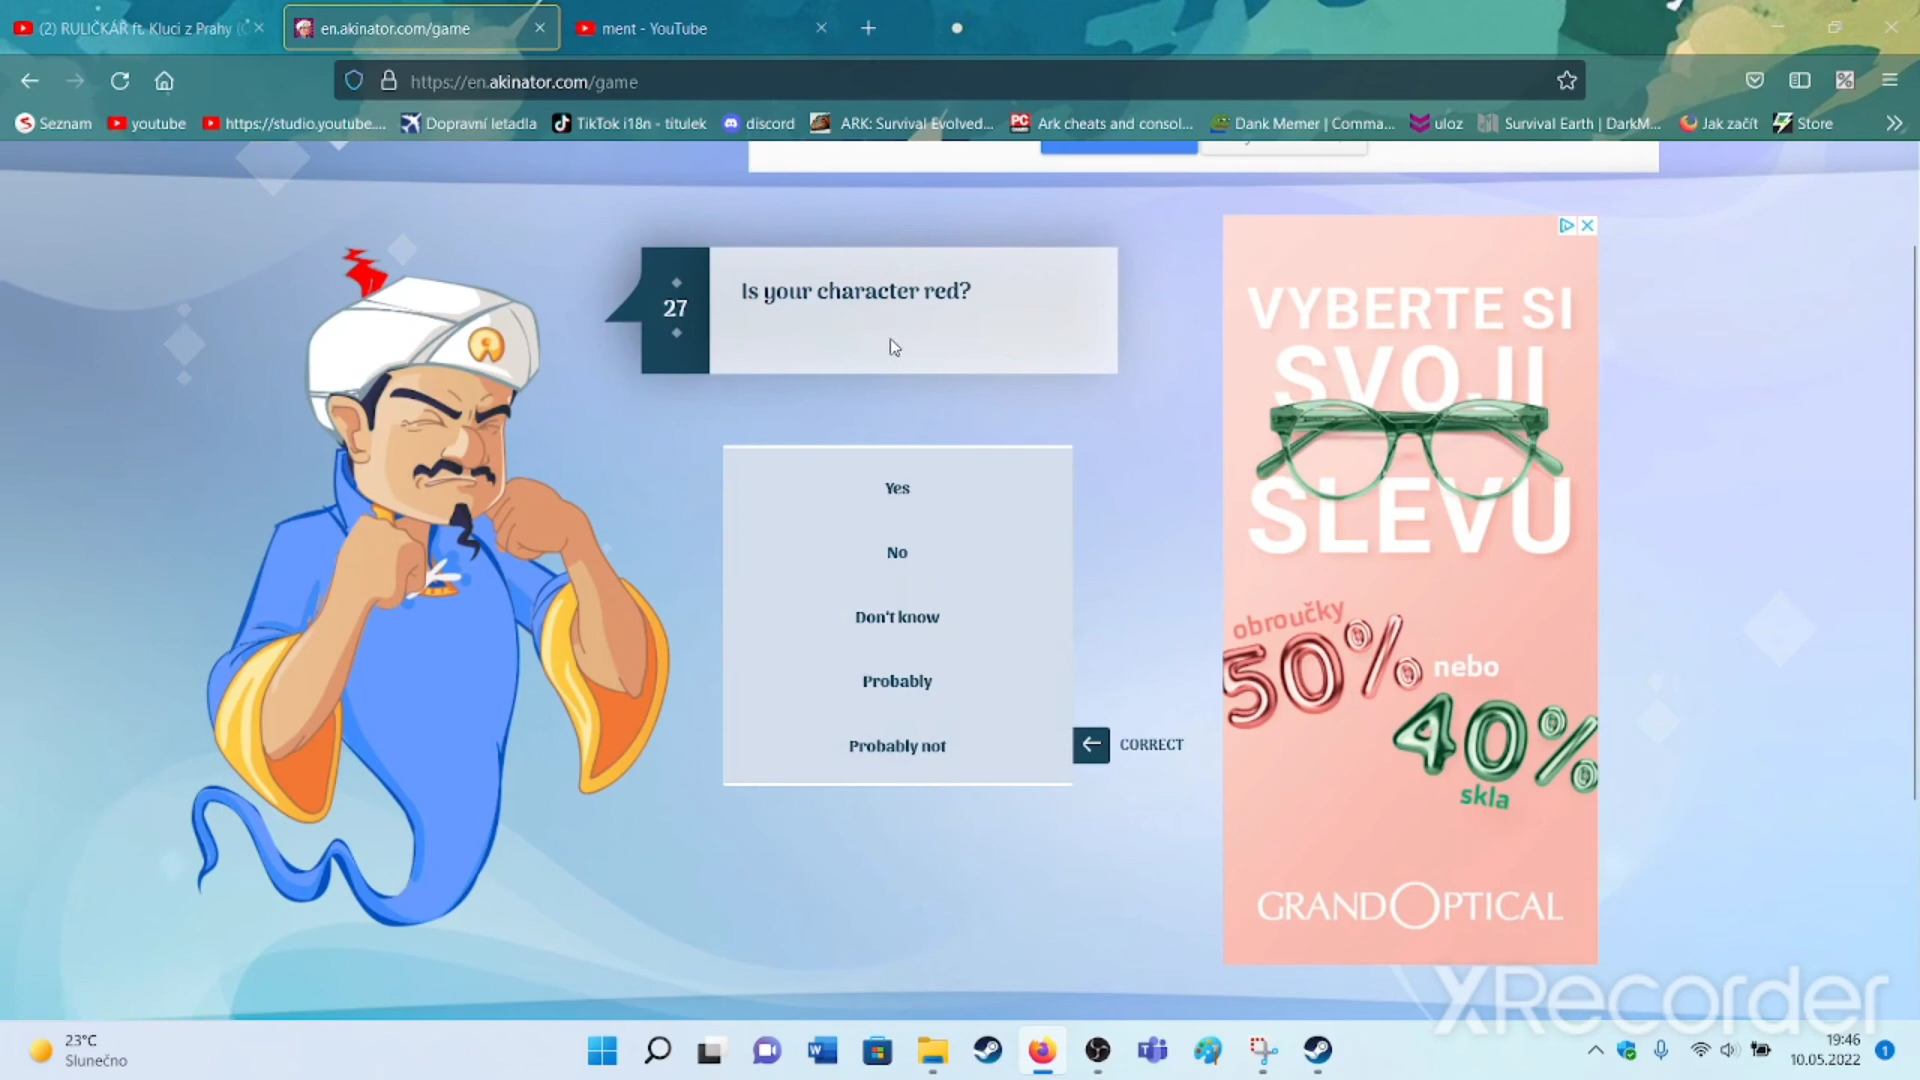 (2) RULIČKÁŘ ft. Kluci z Prahy (
en.akinator.com/game
ment - YouTube
https://en.akinator.com/game
Seznam
youtube
https://studio.youtube....
Dopravní letadla
TikTok i18n - titulek
discord
ARK: Survival Evolved...
Ark cheats and consol...
Dank Memer | Comma...
uloz
Survival Earth | DarkM...
Jak začít
Store
27
Is your character red?
Yes
No
Don't know
Probably
Probably not
CORRECT
VYBERTE SI
SVOJI
SLEVU
obroučky
50% nebo
40%
skla
GRANDOPTICAL
XRecorder
23°C
Slunečno
19:46
10.05.2022
1